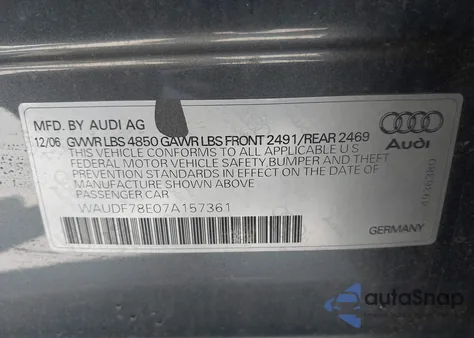 MFD. BY AUDI AG
12/06 GVWR LBS 4850 GAWR LBS FRONT 2491/REAR 2469
THIS VEHICLE CONFORMS TO ALL APPLICABLE U S
FEDERAL MOTOR VEHICLE SAFETY, BUMPER AND THEFT
PREVENTION STANDARDS IN EFFECT ON THE DATE OF
MANUFACTURE SHOWN ABOVE.
PASSENGER CAR
WAUDF78E07A157361
Audi
4936380
GERMANY
autoSnap